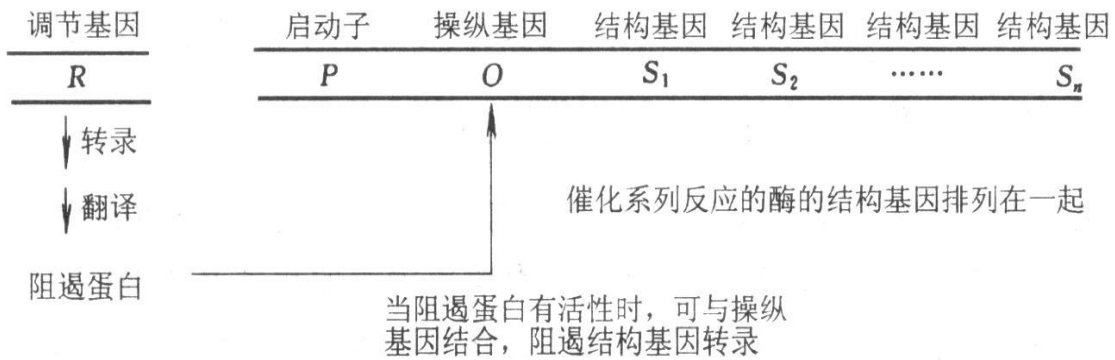 调节基因 启动子 操纵基因 结构基因 结构基因 结构基因 结构基因
R P O S₁ S₂ …… Sₙ
转录
翻译
催化系列反应的酶的结构基因排列在一起
阻遏蛋白
当阻遏蛋白有活性时，可与操纵
基因结合，阻遏结构基因转录